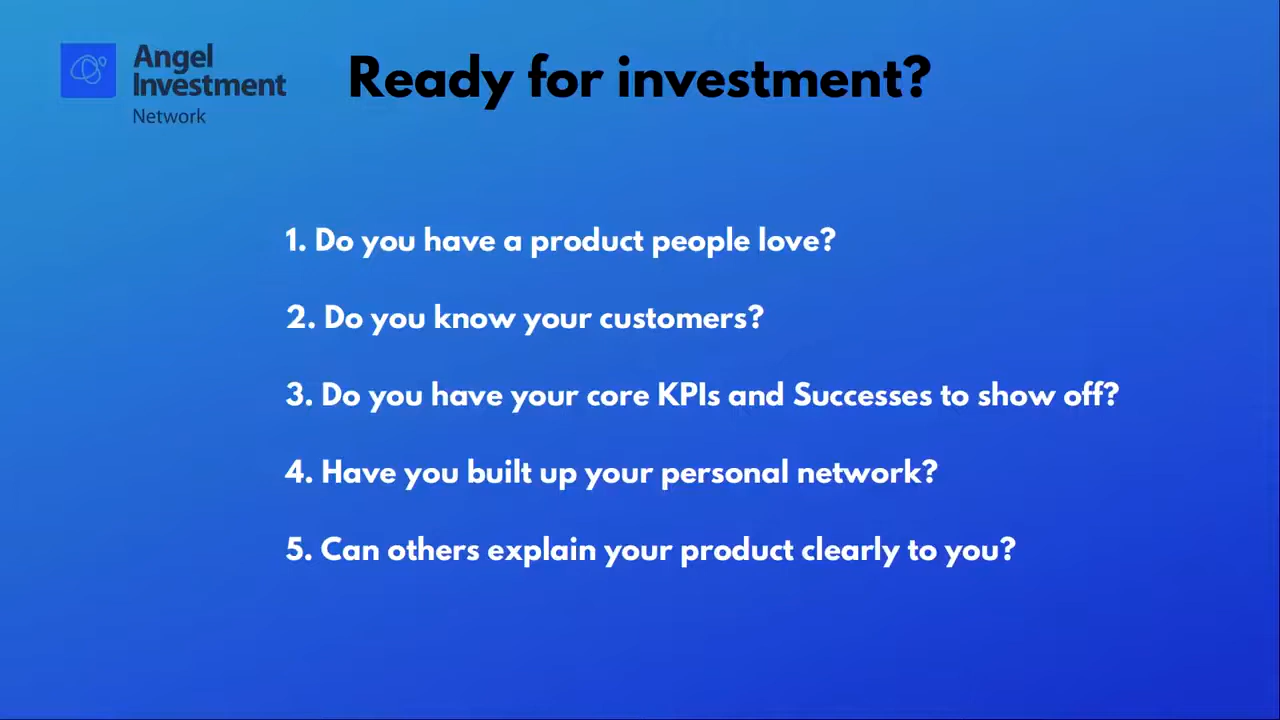 Angel
Investment
Network
Ready for investment?
1. Do you have a product people love?
2. Do you know your customers?
3. Do you have your core KPIs and Successes to show off?
4. Have you built up your personal network?
5. Can others explain your product clearly to you?